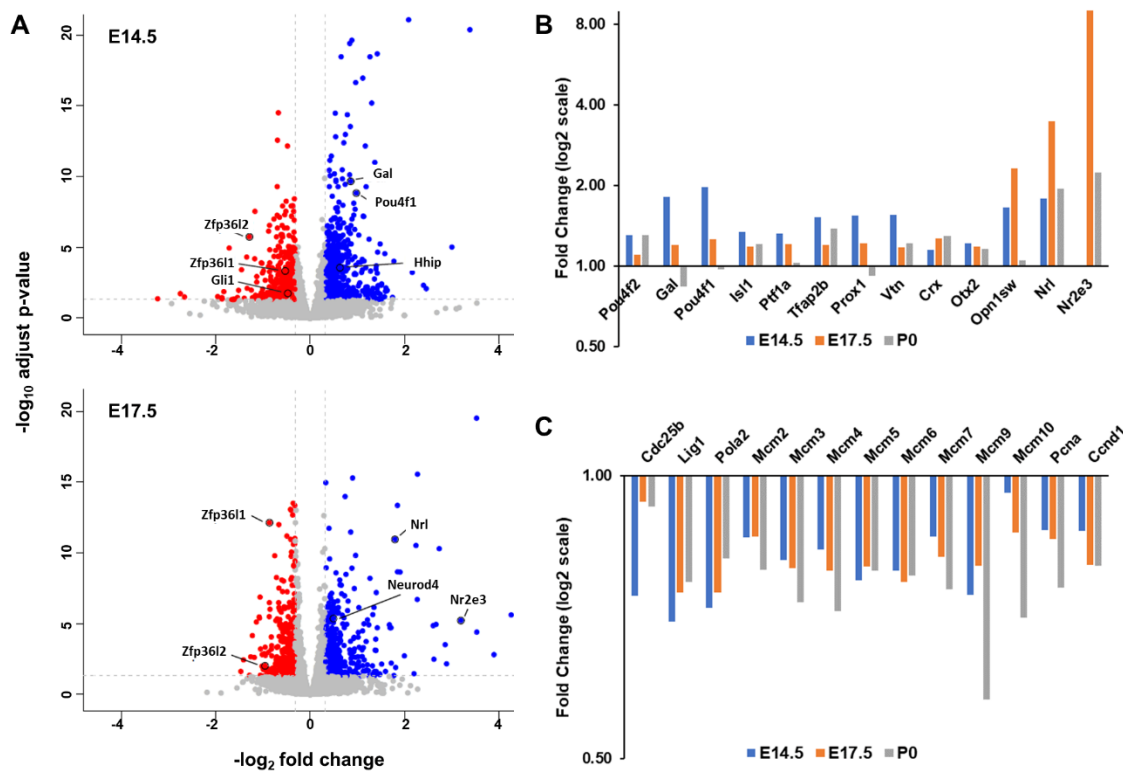 A
E14.5
20
15
10
5
0
-4
-2
0
2
4
Gal
Pou4f1
Zfp36l2
Zfp36l1
Gli1
Hhip
-log10 adjust p-value
E17.5
20
15
10
5
0
-4
-2
0
2
4
Zfp36l1
Nrl
Neurod4
Nr2e3
Zfp36l2
-log2 fold change
B
Fold Change (log2 scale)
8.00
4.00
2.00
1.00
0.50
Pou4f2
Gal
Pou4f1
Isl1
Ptf1a
Tfap2b
Prox1
Vtn
Crx
Otx2
Opn1sw
Nrl
Nr2e3
E14.5 E17.5 P0
C
Cdc25b
Lig1
Pola2
Mcm2
Mcm3
Mcm4
Mcm5
Mcm6
Mcm7
Mcm9
Mcm10
Pcna
Ccnd1
Fold Change (log2 scale)
1.00
0.50
E14.5 E17.5 P0